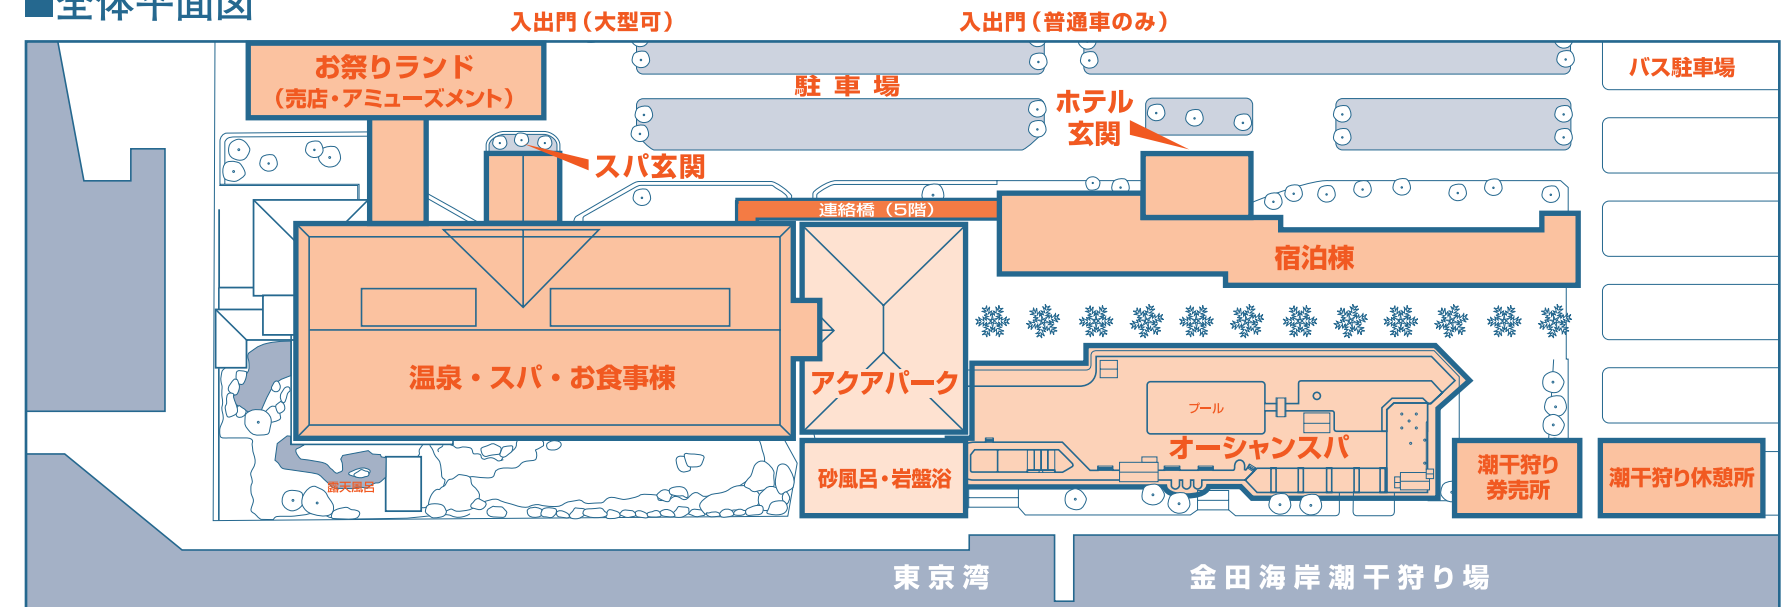 ■全体平面図
入出門（大型可）
入出門（普通車のみ）
お祭りランド
（売店・アミューズメント）
駐車場
ホテル
玄関
バス駐車場
スパ玄関
連絡橋（5階）
宿泊棟
温泉・スパ・お食事棟
アクアパーク
プール
オーシャンスパ
砂風呂・岩盤浴
露天風呂
潮干狩り
券売所
潮干狩り休憩所
東京湾
金田海岸潮干狩り場